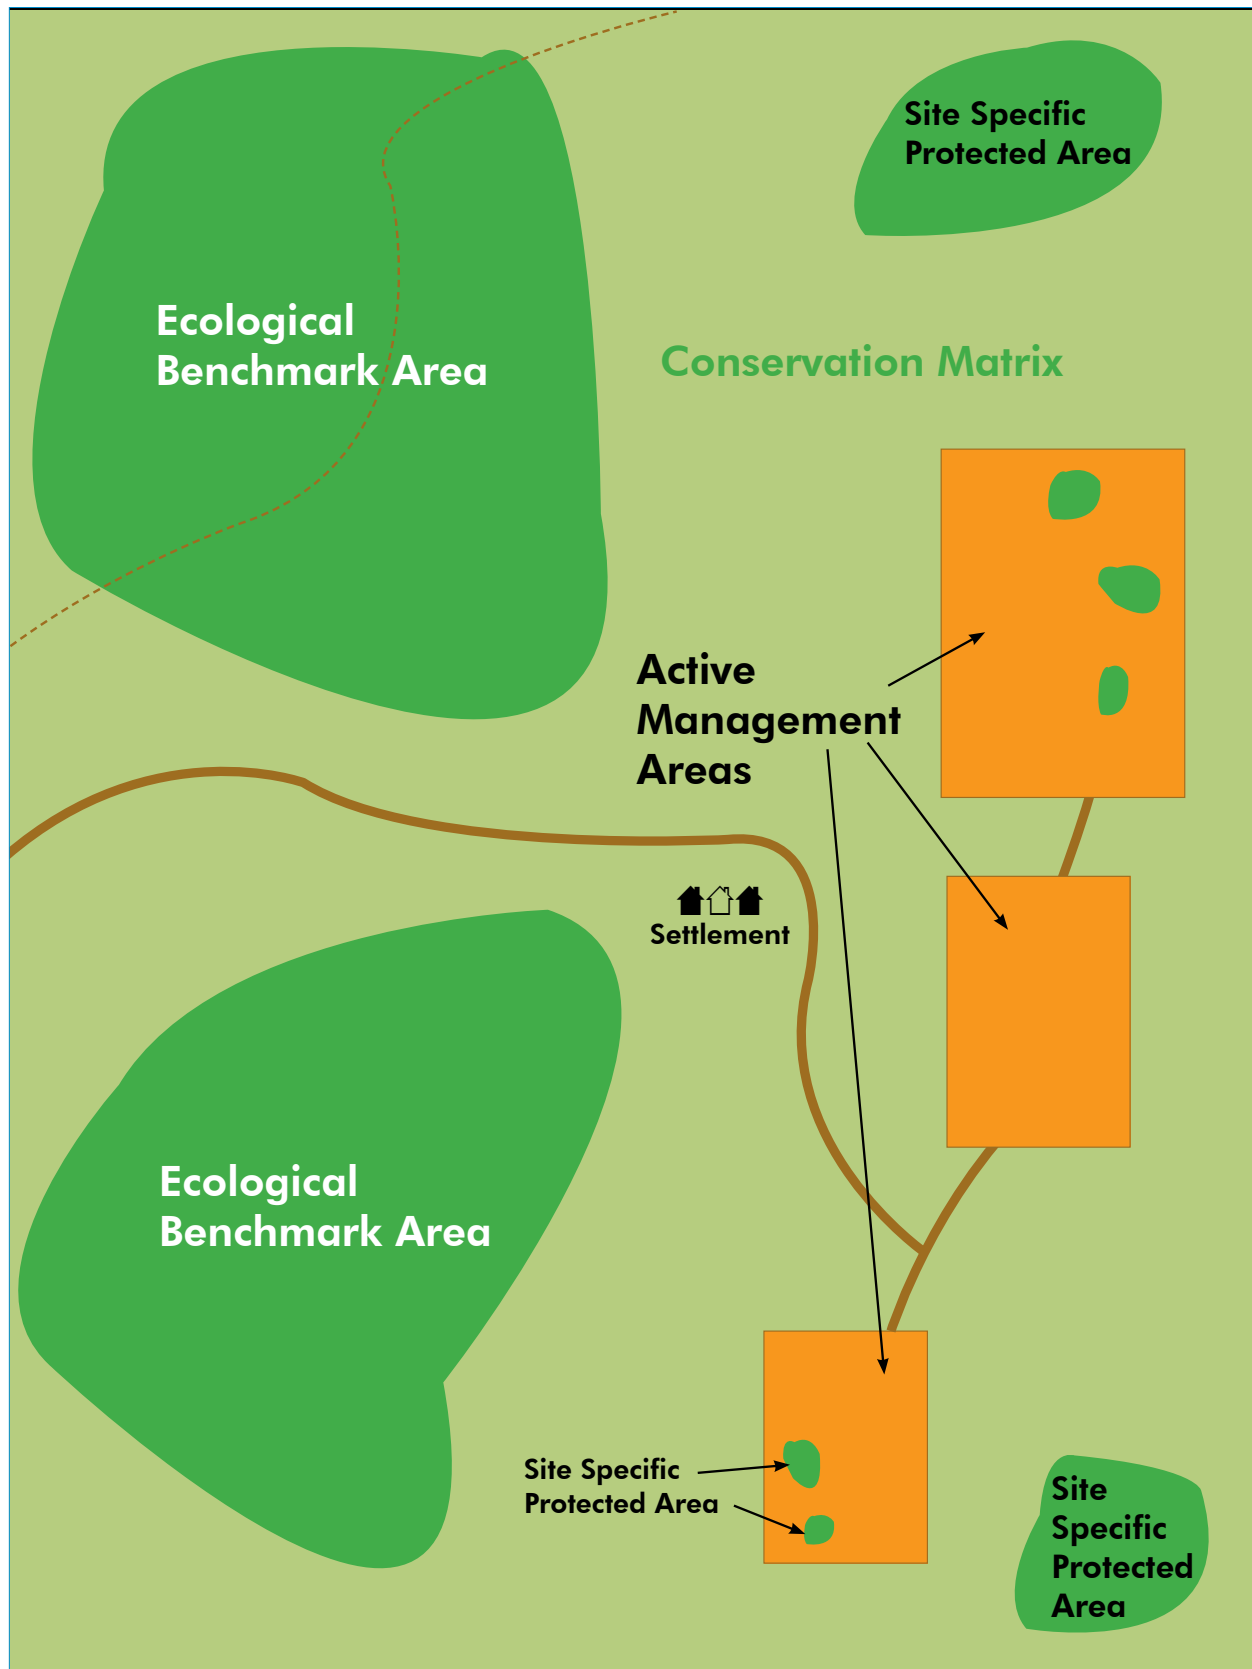 Site Specific
Protected Area
Ecological
Benchmark Area
Conservation Matrix
Active
Management
Areas
Settlement
Ecological
Benchmark Area
Site Specific
Protected Area
Site
Specific
Protected
Area